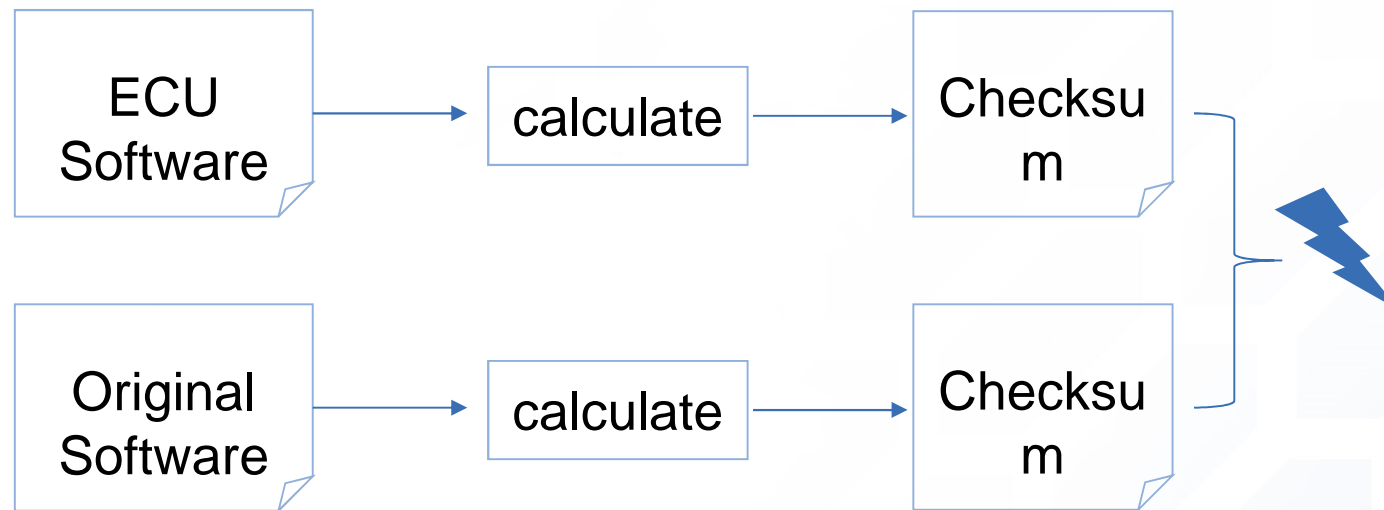 ECU
Software
calculate
Checksu
m
Original
Software
calculate
Checksu
m